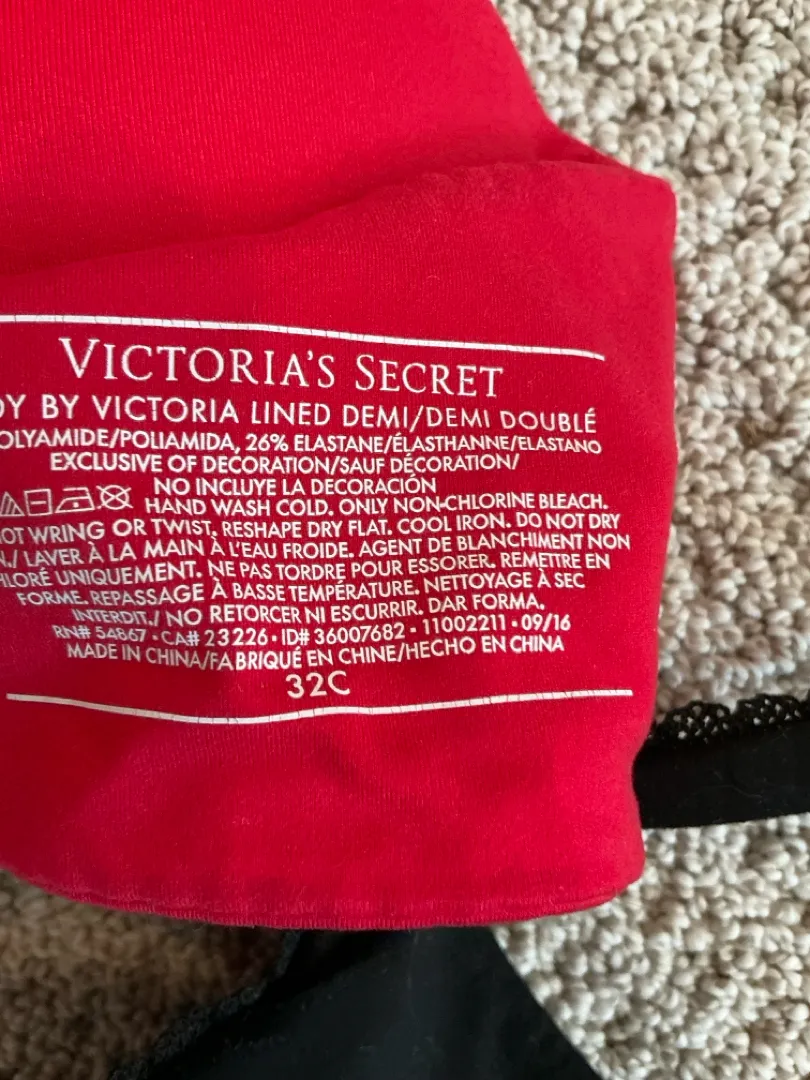 VICTORIA'S SECRET
DY BY VICTORIA LINED DEMI/DEMI DOUBLÉ
OLYAMIDE/POLIAMIDA, 26% ELASTANE/ÉLASTHANNE/ELASTANO
EXCLUSIVE OF DECORATION/SAUF DÉCORATION/
NO INCLUYE LA DECORACIÓN
HAND WASH COLD. ONLY NON-CHLORINE BLEACH.
OT WRING OR TWIST, RESHAPE DRY FLAT. COOL IRON. DO NOT DRY
N./ LAVER À LA MAIN À L'EAU FROIDE. AGENT DE BLANCHIMENT NON
HLORÉ UNIQUEMENT. NE PAS TORDRE POUR ESSORER. REMETTRE EN
FORME. REPASSAGE À BASSE TEMPÉRATURE. NETTOYAGE À SEC
INTERDIT./ NO RETORCER NI ESCURRIR. DAR FORMA.
RN# 54867 • CA# 23226 • ID# 36007682 • 11002211 • 09/16
MADE IN CHINA/FABRIQUÉ EN CHINE/HECHO EN CHINA
32C